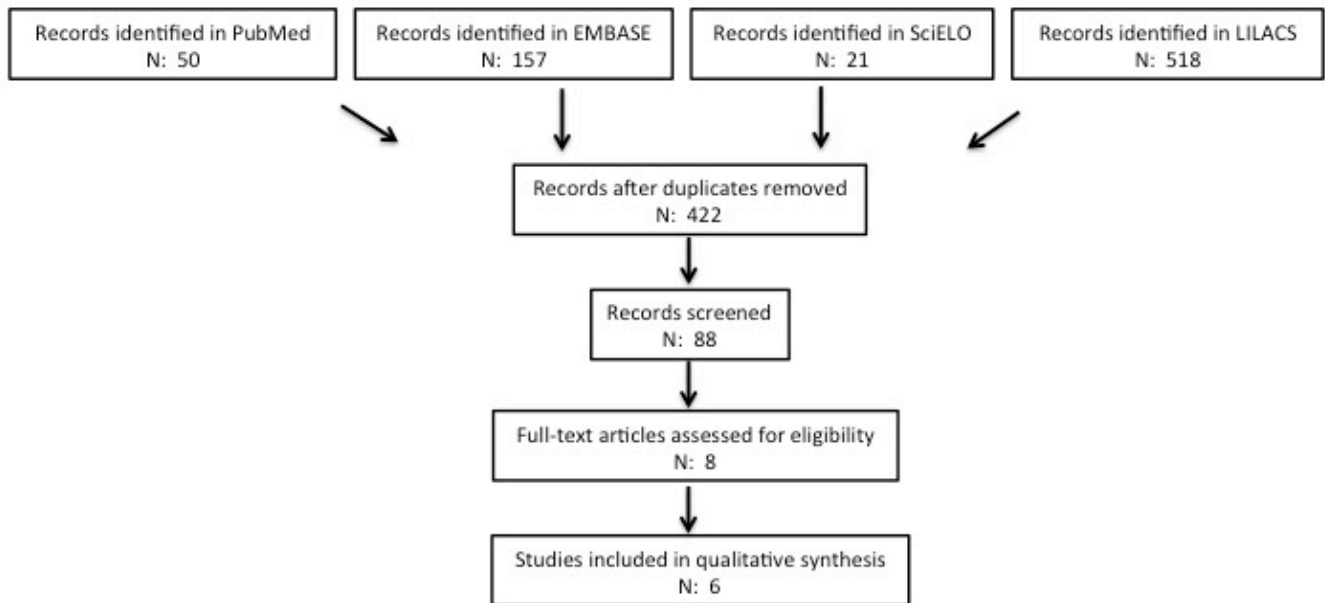 Records identified in PubMed
N: 50
Records identified in EMBASE
N: 157
Records identified in SciELO
N: 21
Records identified in LILACS
N: 518
Records after duplicates removed
N: 422
Records screened
N: 88
Full-text articles assessed for eligibility
N: 8
Studies included in qualitative synthesis
N: 6